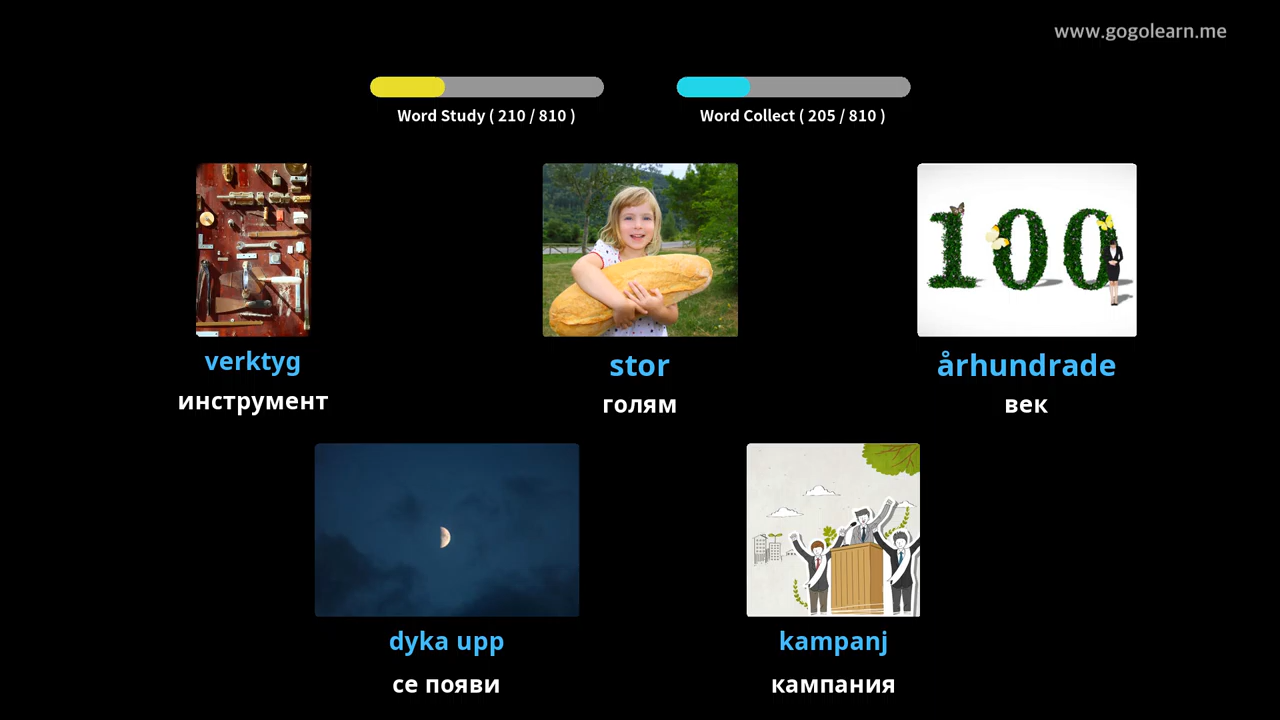 www.gogolearn.me
Word Study ( 210 / 810 )
Word Collect ( 205 / 810 )
verktyg
инструмент
stor
голям
århundrade
век
dyka upp
се появи
kampanj
кампания